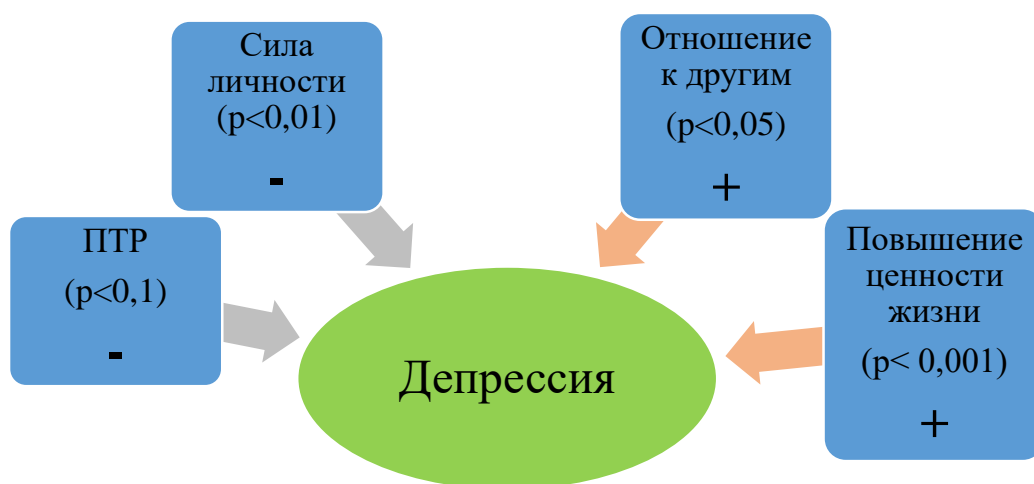 Сила
личности
(p<0,01)
-
Отношение
к другим
(p<0,05)
+
ПТР
(p<0,1)
-
Повышение
ценности
жизни
(p< 0,001)
+
Депрессия